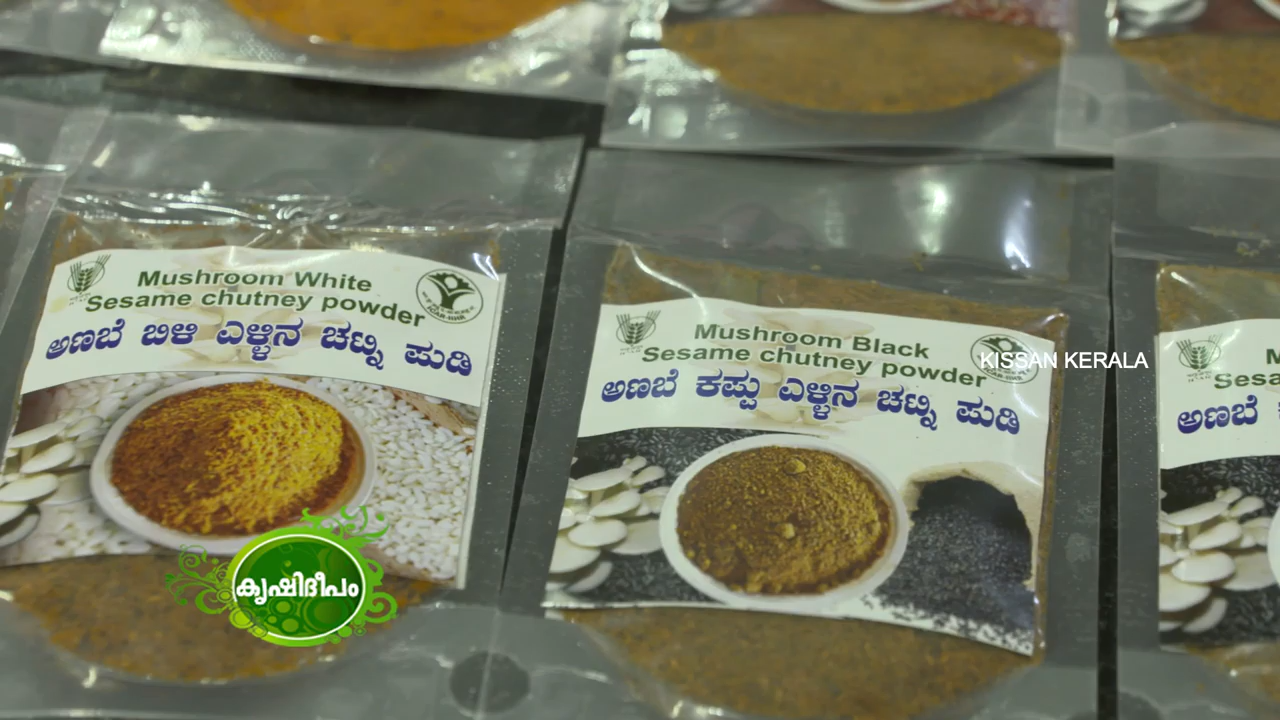 Mushroom White
Sesame chutney powder
ಅಣಬೆ ಬಿಳಿ ಎಳ್ಳಿನ ಚಟ್ನಿ ಪುಡಿ
Mushroom Black
Sesame chutney powder
ಅಣಬೆ ಕಪ್ಪು ಎಳ್ಳಿನ ಚಟ್ನಿ ಪುಡಿ
KISSAN KERALA
ಅಣಬೆ
കൃഷിദീപം